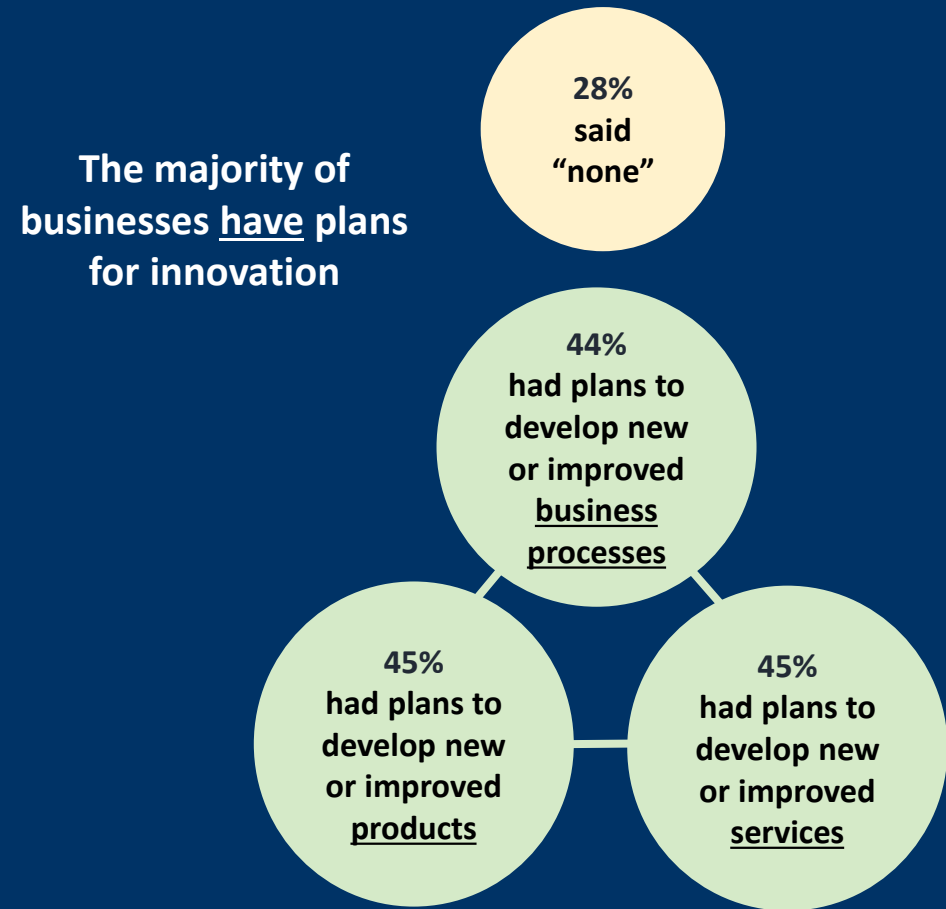 The majority of
businesses have plans
for innovation
28%
said
“none”
44%
had plans to
develop new
or improved
business
processes
45%
had plans to
develop new
or improved
products
45%
had plans to
develop new
or improved
services